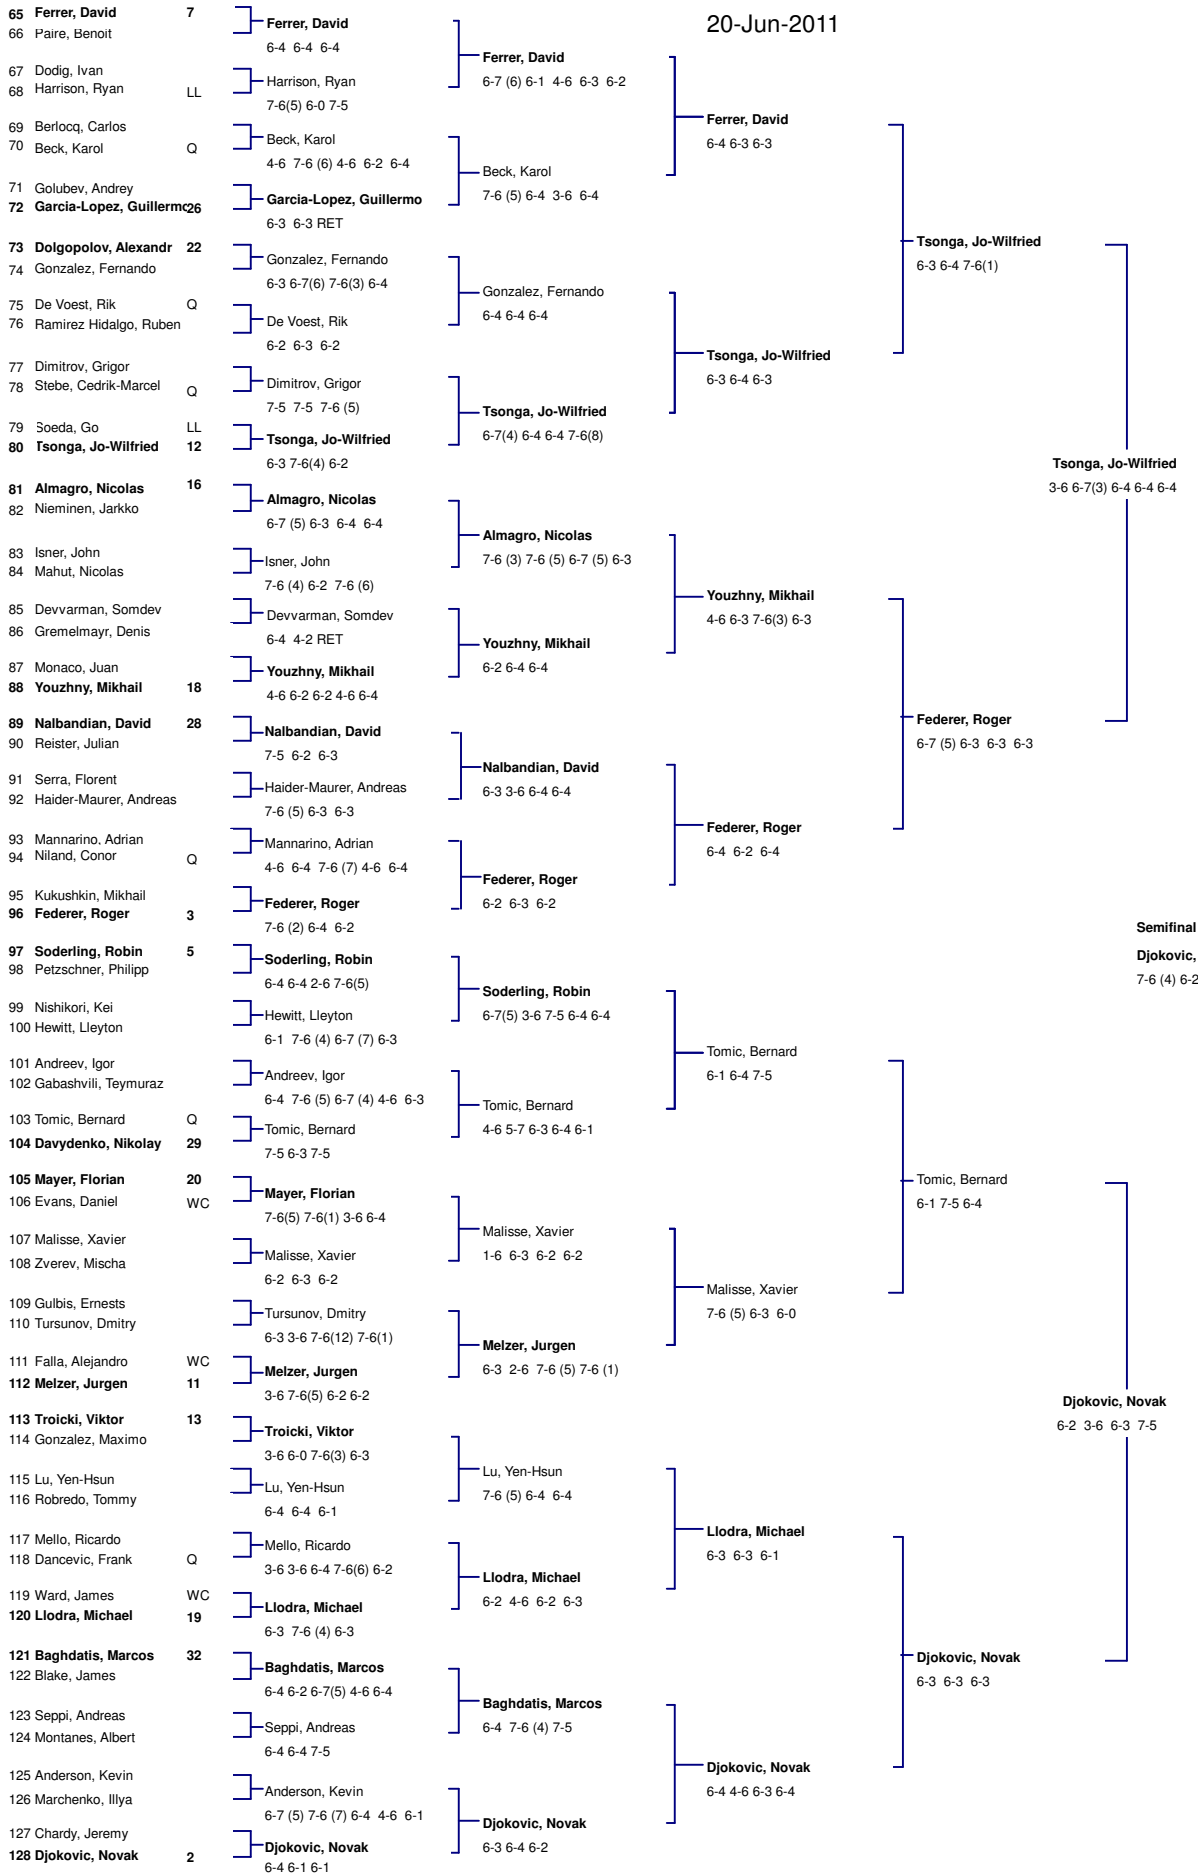 20-Jun-2011
65 Ferrer, David 7
66 Paire, Benoit
67 Dodig, Ivan
68 Harrison, Ryan LL
69 Berlocq, Carlos
70 Beck, Karol Q
71 Golubev, Andrey
72 Garcia-Lopez, Guillermo 26
73 Dolgopolov, Alexandr 22
74 Gonzalez, Fernando
75 De Voest, Rik Q
76 Ramirez Hidalgo, Ruben
77 Dimitrov, Grigor
78 Stebe, Cedrik-Marcel Q
79 Soeda, Go LL
80 Tsonga, Jo-Wilfried 12
81 Almagro, Nicolas 16
82 Nieminen, Jarkko
83 Isner, John
84 Mahut, Nicolas
85 Devvarman, Somdev
86 Gremelmayr, Denis
87 Monaco, Juan
88 Youzhny, Mikhail 18
89 Nalbandian, David 28
90 Reister, Julian
91 Serra, Florent
92 Haider-Maurer, Andreas
93 Mannarino, Adrian
94 Niland, Conor Q
95 Kukushkin, Mikhail
96 Federer, Roger 3
97 Soderling, Robin 5
98 Petzschner, Philipp
99 Nishikori, Kei
100 Hewitt, Lleyton
101 Andreev, Igor
102 Gabashvili, Teymuraz
103 Tomic, Bernard Q
104 Davydenko, Nikolay 29
105 Mayer, Florian 20
106 Evans, Daniel WC
107 Malisse, Xavier
108 Zverev, Mischa
109 Gulbis, Ernests
110 Tursunov, Dmitry
111 Falla, Alejandro WC
112 Melzer, Jurgen 11
113 Troicki, Viktor 13
114 Gonzalez, Maximo
115 Lu, Yen-Hsun
116 Robredo, Tommy
117 Mello, Ricardo
118 Dancevic, Frank Q
119 Ward, James WC
120 Llodra, Michael 19
121 Baghdatis, Marcos 32
122 Blake, James
123 Seppi, Andreas
124 Montanes, Albert
125 Anderson, Kevin
126 Marchenko, Illya
127 Chardy, Jeremy
128 Djokovic, Novak 2
Ferrer, David
6-4 6-4 6-4
Harrison, Ryan
7-6(5) 6-0 7-5
Beck, Karol
4-6 7-6 (6) 4-6 6-2 6-4
Garcia-Lopez, Guillermo
6-3 6-3 RET
Gonzalez, Fernando
6-3 6-7(6) 7-6(3) 6-4
De Voest, Rik
6-2 6-3 6-2
Dimitrov, Grigor
7-5 7-5 7-6 (5)
Tsonga, Jo-Wilfried
6-3 7-6(4) 6-2
Almagro, Nicolas
6-7 (5) 6-3 6-4 6-4
Isner, John
7-6 (4) 6-2 7-6 (6)
Devvarman, Somdev
6-4 4-2 RET
Youzhny, Mikhail
4-6 6-2 6-2 4-6 6-4
Nalbandian, David
7-5 6-2 6-3
Haider-Maurer, Andreas
7-6 (5) 6-3 6-3
Mannarino, Adrian
4-6 6-4 7-6 (7) 4-6 6-4
Federer, Roger
7-6 (2) 6-4 6-2
Soderling, Robin
6-4 6-4 2-6 7-6(5)
Hewitt, Lleyton
6-1 7-6 (4) 6-7 (7) 6-3
Andreev, Igor
6-4 7-6 (5) 6-7 (4) 4-6 6-3
Tomic, Bernard
7-5 6-3 7-5
Mayer, Florian
7-6(5) 7-6(1) 3-6 6-4
Malisse, Xavier
6-2 6-3 6-2
Tursunov, Dmitry
6-3 3-6 7-6(12) 7-6(1)
Melzer, Jurgen
3-6 7-6(5) 6-2 6-2
Troicki, Viktor
3-6 6-0 7-6(3) 6-3
Lu, Yen-Hsun
6-4 6-4 6-1
Mello, Ricardo
3-6 3-6 6-4 7-6(6) 6-2
Llodra, Michael
6-3 7-6 (4) 6-3
Baghdatis, Marcos
6-4 6-2 6-7(5) 4-6 6-4
Seppi, Andreas
6-4 6-4 7-5
Anderson, Kevin
6-7 (5) 7-6 (7) 6-4 4-6 6-1
Djokovic, Novak
6-4 6-1 6-1
Ferrer, David
6-7 (6) 6-1 4-6 6-3 6-2
Beck, Karol
7-6 (5) 6-4 3-6 6-4
Gonzalez, Fernando
6-4 6-4 6-4
Tsonga, Jo-Wilfried
6-7(4) 6-4 6-4 7-6(8)
Almagro, Nicolas
7-6 (3) 7-6 (5) 6-7 (5) 6-3
Youzhny, Mikhail
6-2 6-4 6-4
Nalbandian, David
6-3 3-6 6-4 6-4
Federer, Roger
6-2 6-3 6-2
Soderling, Robin
6-7(5) 3-6 7-5 6-4 6-4
Tomic, Bernard
4-6 5-7 6-3 6-4 6-1
Malisse, Xavier
1-6 6-3 6-2 6-2
Melzer, Jurgen
6-3 2-6 7-6 (5) 7-6 (1)
Lu, Yen-Hsun
7-6 (5) 6-4 6-4
Llodra, Michael
6-2 4-6 6-2 6-3
Baghdatis, Marcos
6-4 7-6 (4) 7-5
Djokovic, Novak
6-3 6-4 6-2
Ferrer, David
6-4 6-3 6-3
Tsonga, Jo-Wilfried
6-3 6-4 6-3
Youzhny, Mikhail
4-6 6-3 7-6(3) 6-3
Federer, Roger
6-4 6-2 6-4
Tomic, Bernard
6-1 6-4 7-5
Malisse, Xavier
7-6 (5) 6-3 6-0
Llodra, Michael
6-3 6-3 6-1
Djokovic, Novak
6-4 4-6 6-3 6-4
Tsonga, Jo-Wilfried
6-3 6-4 7-6(1)
Federer, Roger
6-7 (5) 6-3 6-3 6-3
Tomic, Bernard
6-1 7-5 6-4
Djokovic, Novak
6-3 6-3 6-3
Tsonga, Jo-Wilfried
3-6 6-7(3) 6-4 6-4 6-4
Djokovic, Novak
6-2 3-6 6-3 7-5
Semifinal
Djokovic,
7-6 (4) 6-2